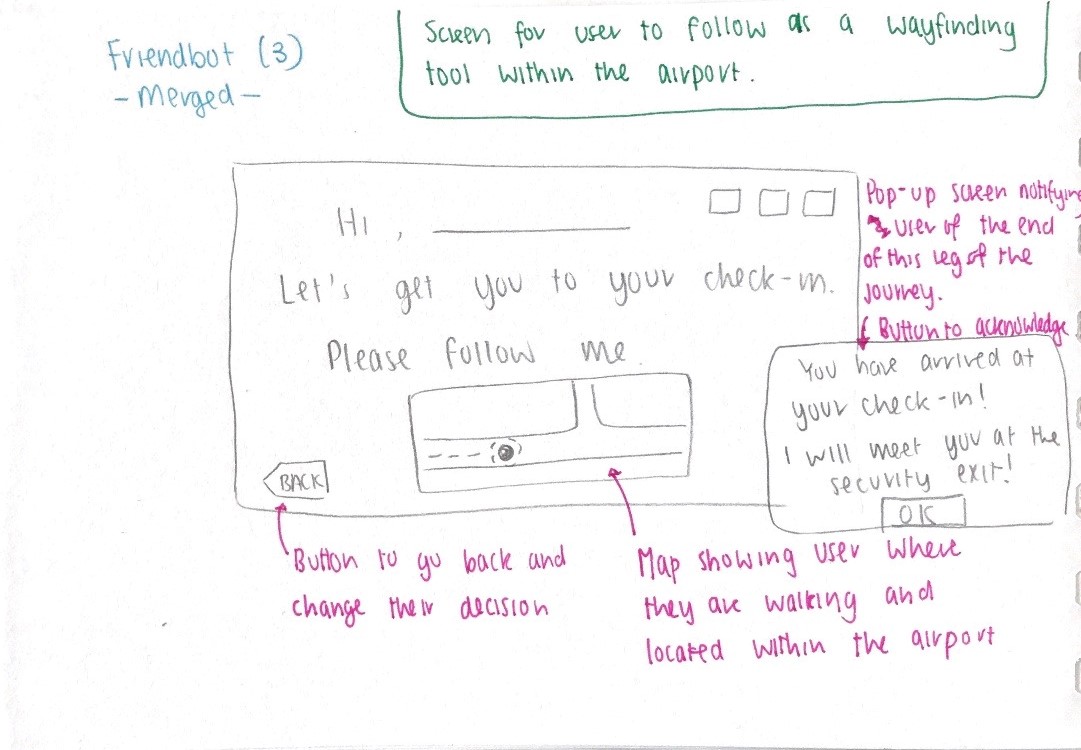 Friendbot (3)
- Merged -
Screen for user to follow as a wayfinding
tool within the airport.
Hi, 
Let's get you to your check-in.
Please follow me.
BACK
Pop-up screen notifying
user of the end
of this leg of the
journey.
( Button to acknowledge
You have arrived at
your check-in!
I will meet you at the
security exit!
OK
Button to go back and
change their decision
Map showing user where
they are walking and
located within the airport